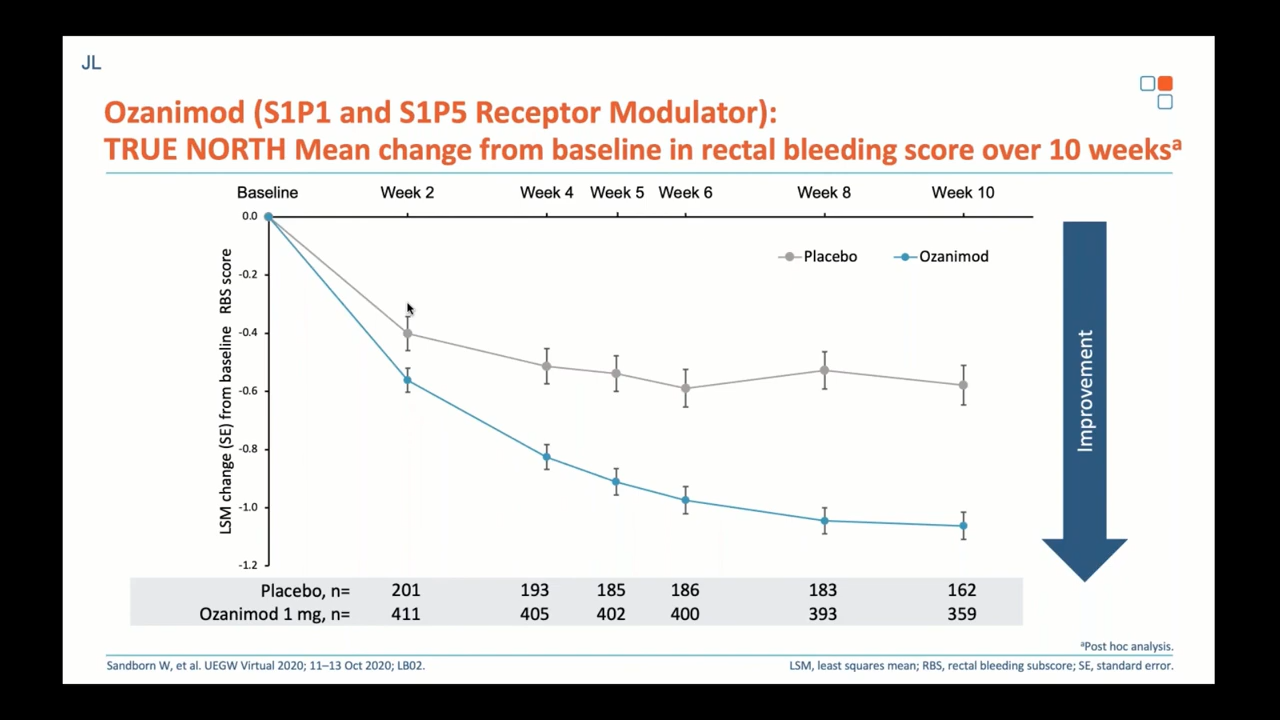 JL
Ozanimod (S1P1 and S1P5 Receptor Modulator):
TRUE NORTH Mean change from baseline in rectal bleeding score over 10 weeksᵃ
Baseline Week 2 Week 4 Week 5 Week 6 Week 8 Week 10
0.0
-0.2
-0.4
-0.6
-0.8
-1.0
-1.2
LSM change (SE) from baseline RBS score
Placebo Ozanimod
Improvement
Placebo, n= 201 193 185 186 183 162
Ozanimod 1 mg, n= 411 405 402 400 393 359
ᵃPost hoc analysis.
Sandborn W, et al. UEGW Virtual 2020; 11–13 Oct 2020; LB02.
LSM, least squares mean; RBS, rectal bleeding subscore; SE, standard error.